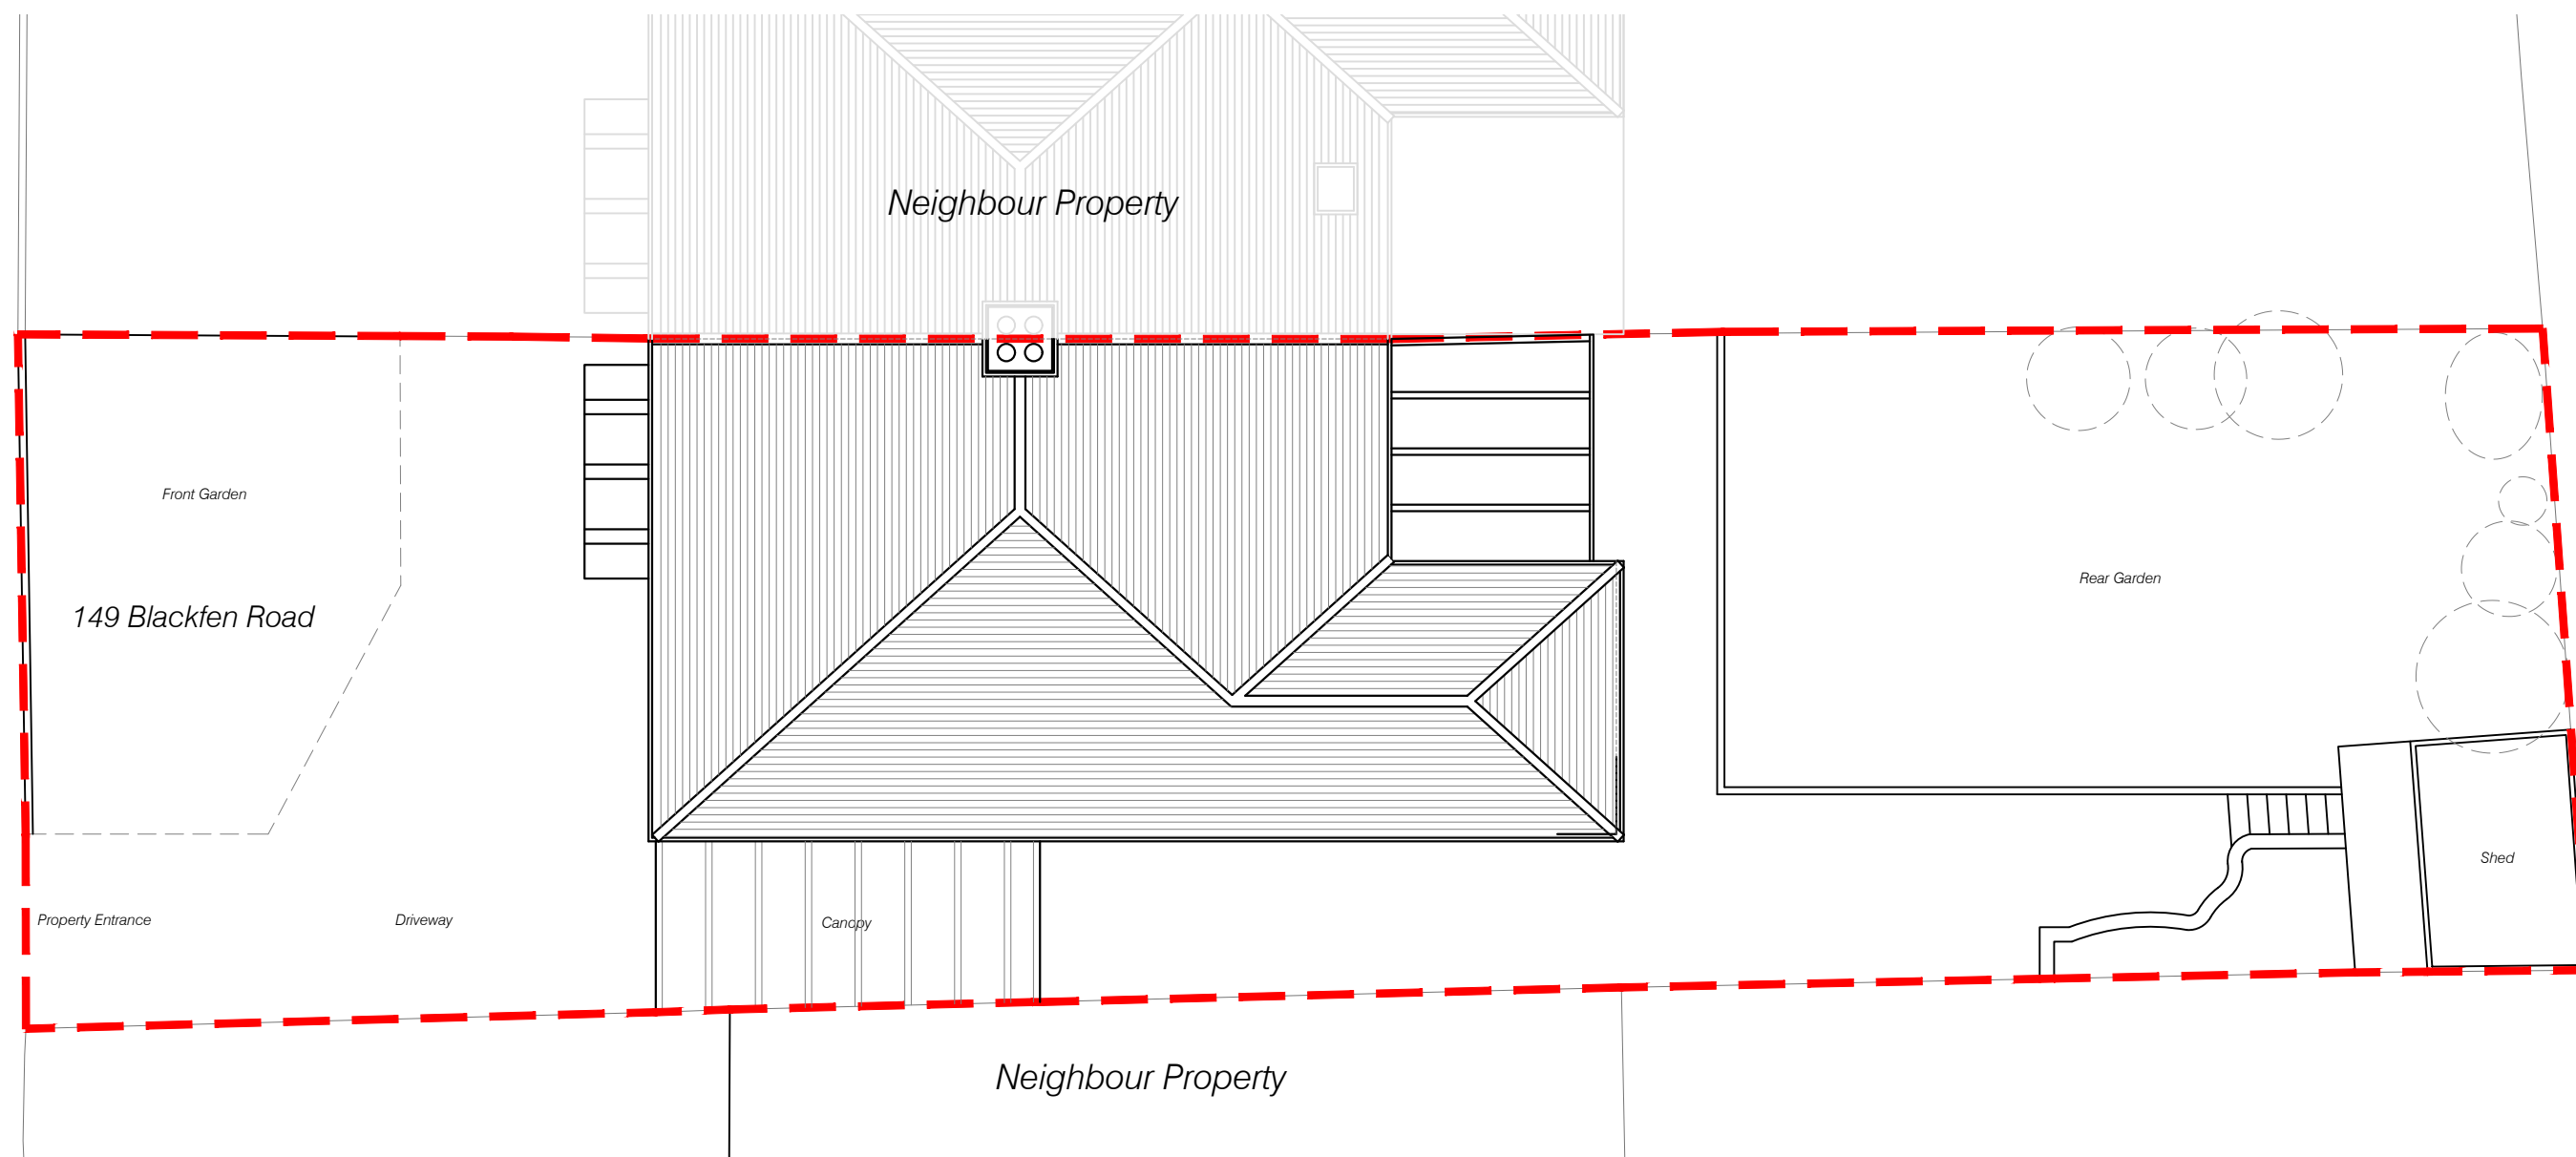 Neighbour Property
Front Garden
149 Blackfen Road
Rear Garden
Property Entrance
Driveway
Canopy
Shed
Neighbour Property